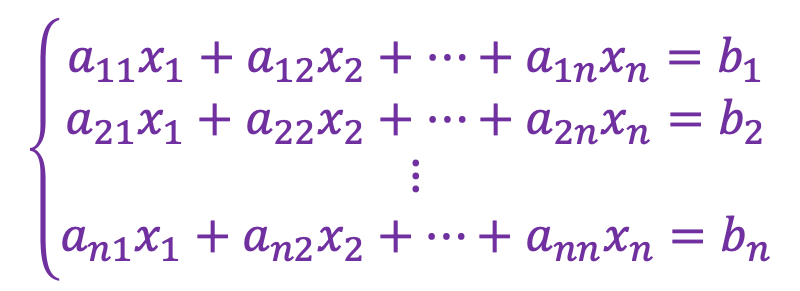 a₁₁x₁ + a₁₂x₂ + ⋯ + a₁ₙxₙ = b₁
a₂₁x₁ + a₂₂x₂ + ⋯ + a₂ₙxₙ = b₂
⋮
aₙ₁x₁ + aₙ₂x₂ + ⋯ + aₙₙxₙ = bₙ